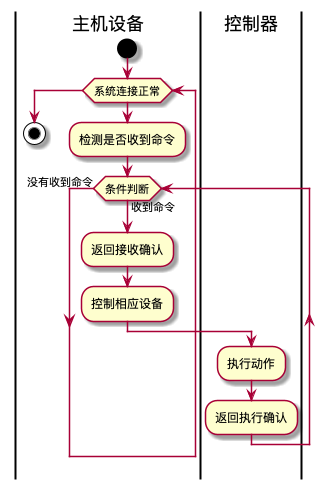 主机设备
控制器
系统连接正常
检测是否收到命令
没有收到命令
条件判断
收到命令
返回接收确认
控制相应设备
执行动作
返回执行确认